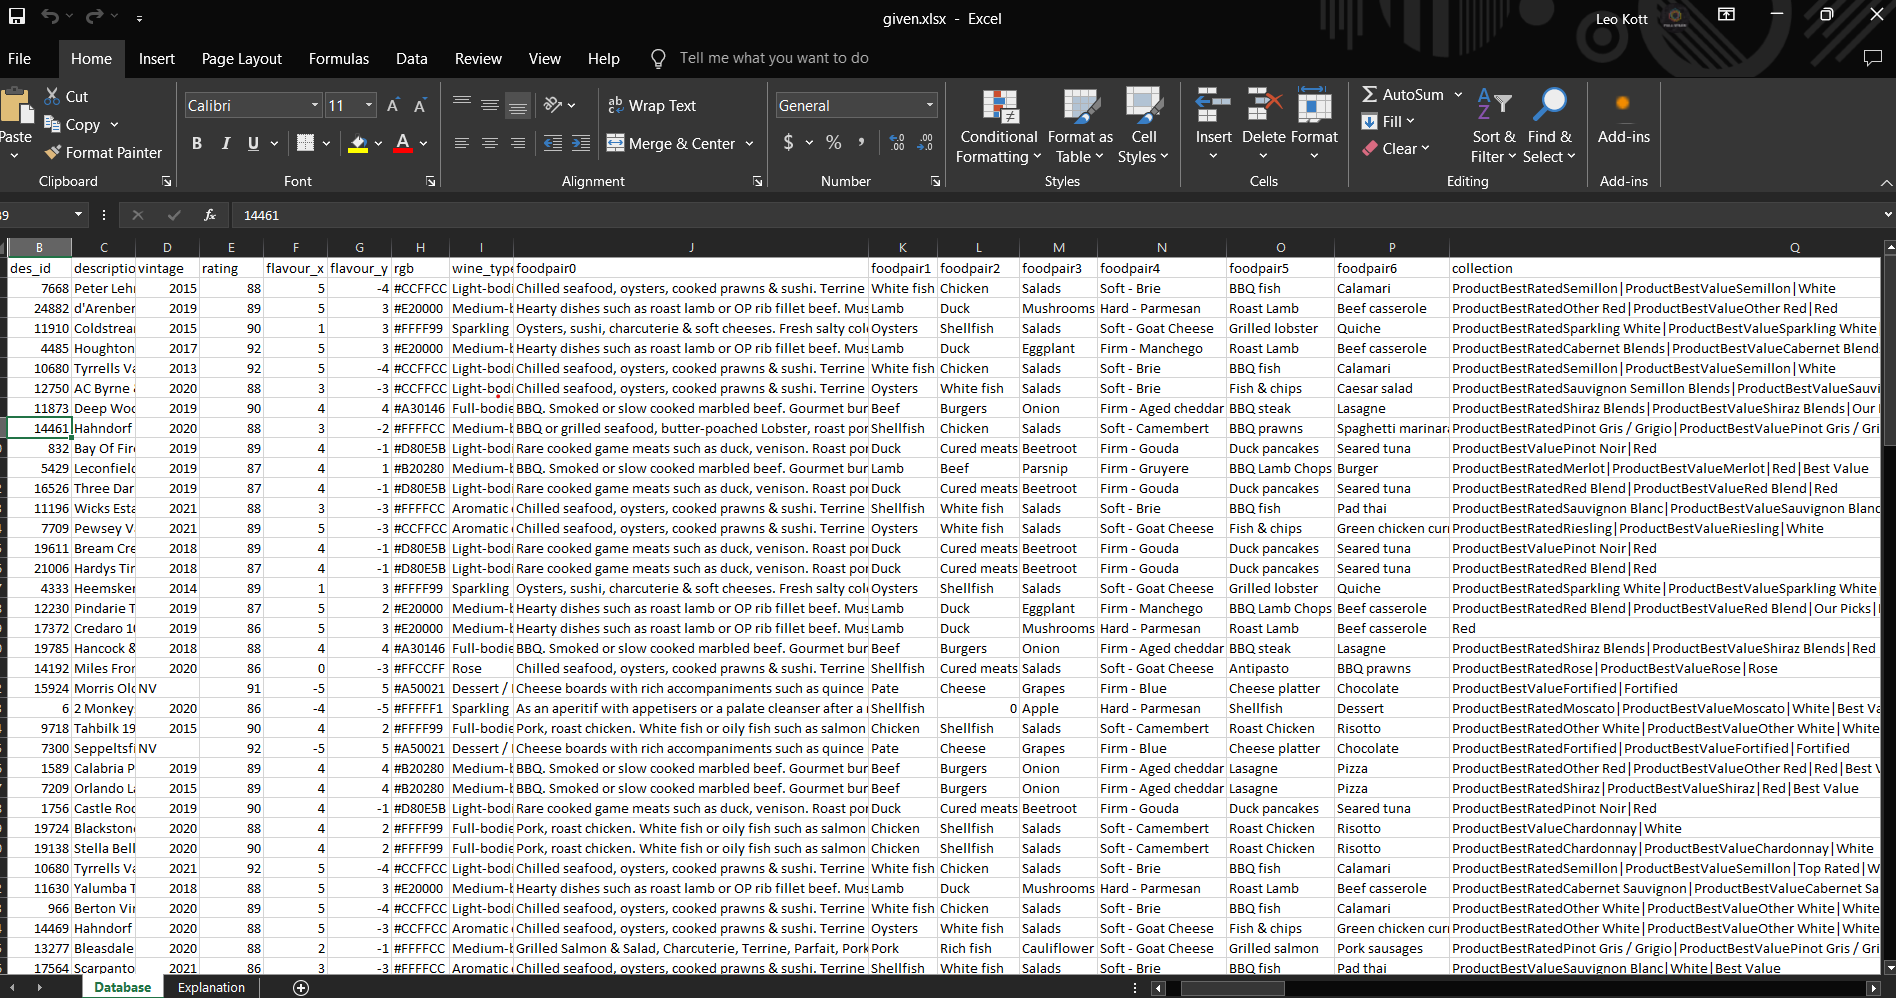 given.xlsx - Excel
Leo Kott
File Home Insert Page Layout Formulas Data Review View Help Tell me what you want to do
Paste Cut Copy Format Painter Clipboard
Calibri 11 B I U A Font
Wrap Text Merge & Center Alignment
General $ % , Number
Conditional Formatting Format as Table Cell Styles Styles
Insert Delete Format Cells
AutoSum Fill Clear Sort & Filter Find & Select Editing
Add-ins Add-ins
fx 14461
B C D E F G H I J K L M N O P Q
des_id descriptio vintage rating flavour_x flavour_y rgb wine_type foodpair0 foodpair1 foodpair2 foodpair3 foodpair4 foodpair5 foodpair6 collection
7668 Peter Leh 2015 88 5 -4 #CCFFCC Light-bodi Chilled seafood, oysters, cooked prawns & sushi. Terrine White fish Chicken Salads Soft - Brie BBQ fish Calamari ProductBestRatedSemillon|ProductBestValueSemillon|White
24882 d'Arenber 2019 89 5 3 #E20000 Medium-b Hearty dishes such as roast lamb or OP rib fillet beef. Mus Lamb Duck Mushrooms Hard - Parmesan Roast Lamb Beef casserole ProductBestRatedOther Red|ProductBestValueOther Red|Red
11910 Coldstrear 2015 90 1 3 #FFFF99 Sparkling Oysters, sushi, charcuterie & soft cheeses. Fresh salty col Oysters Shellfish Salads Soft - Goat Cheese Grilled lobster Quiche ProductBestRatedSparkling White|ProductBestValueSparkling White
4485 Houghton 2017 92 5 3 #E20000 Medium-b Hearty dishes such as roast lamb or OP rib fillet beef. Mus Lamb Duck Eggplant Firm - Manchego Roast Lamb Beef casserole ProductBestRatedCabernet Blends|ProductBestValueCabernet Blend
10680 Tyrrells Va 2013 92 5 -4 #CCFFCC Light-bodi Chilled seafood, oysters, cooked prawns & sushi. Terrine White fish Chicken Salads Soft - Brie BBQ fish Calamari ProductBestRatedSemillon|ProductBestValueSemillon|White
12750 AC Byrne 2020 88 3 -3 #CCFFCC Light-bodi Chilled seafood, oysters, cooked prawns & sushi. Terrine Oysters White fish Salads Soft - Brie Fish & chips Caesar salad ProductBestRatedSauvignon Semillon Blends|ProductBestValueSauvi
11873 Deep Woo 2019 90 4 4 #A30146 Full-bodie BBQ. Smoked or slow cooked marbled beef. Gourmet bur Beef Burgers Onion Firm - Aged cheddar BBQ steak Lasagne ProductBestRatedShiraz Blends|ProductBestValueShiraz Blends|Our
14461 Hahndorf 2020 88 3 -2 #FFFFCC Medium-b BBQ or grilled seafood, butter-poached Lobster, roast por Shellfish Chicken Salads Soft - Camembert BBQ prawns Spaghetti marinara ProductBestRatedPinot Gris / Grigio|ProductBestValuePinot Gris / Gri
832 Bay Of Fire 2019 89 4 -1 #D80E5B Light-bodi Rare cooked game meats such as duck, venison. Roast por Duck Cured meats Beetroot Firm - Gouda Duck pancakes Seared tuna ProductBestValuePinot Noir|Red
5429 Leconfield 2019 87 4 1 #B20280 Medium-b BBQ. Smoked or slow cooked marbled beef. Gourmet bur Lamb Beef Parsnip Firm - Gruyere BBQ Lamb Chops Burger ProductBestRatedMerlot|ProductBestValueMerlot|Red|Best Value
16526 Three Dar 2019 87 4 -1 #D80E5B Light-bodi Rare cooked game meats such as duck, venison. Roast por Duck Cured meats Beetroot Firm - Gouda Duck pancakes Seared tuna ProductBestRatedRed Blend|ProductBestValueRed Blend|Red
11196 Wicks Esta 2021 88 3 -3 #FFFFCC Aromatic Chilled seafood, oysters, cooked prawns & sushi. Terrine Shellfish White fish Salads Soft - Brie BBQ fish Pad thai ProductBestRatedSauvignon Blanc|ProductBestValueSauvignon Blanc
7709 Pewsey V 2021 89 5 -3 #CCFFCC Aromatic Chilled seafood, oysters, cooked prawns & sushi. Terrine Oysters White fish Salads Soft - Goat Cheese Fish & chips Green chicken curr ProductBestRatedRiesling|ProductBestValueRiesling|White
19611 Bream Cre 2018 89 4 -1 #D80E5B Light-bodi Rare cooked game meats such as duck, venison. Roast por Duck Cured meats Beetroot Firm - Gouda Duck pancakes Seared tuna ProductBestValuePinot Noir|Red
21006 Hardys Tir 2018 87 4 -1 #D80E5B Light-bodi Rare cooked game meats such as duck, venison. Roast por Duck Cured meats Beetroot Firm - Gouda Duck pancakes Seared tuna ProductBestRatedRed Blend|Red
4333 Heemsker 2014 89 1 3 #FFFF99 Sparkling Oysters, sushi, charcuterie & soft cheeses. Fresh salty col Oysters Shellfish Salads Soft - Goat Cheese Grilled lobster Quiche ProductBestRatedSparkling White|ProductBestValueSparkling White
12230 Pindarie T 2019 87 5 2 #E20000 Medium-b Hearty dishes such as roast lamb or OP rib fillet beef. Mus Lamb Duck Eggplant Firm - Manchego BBQ Lamb Chops Beef casserole ProductBestRatedRed Blend|ProductBestValueRed Blend|Our Picks|
17372 Credaro 10 2019 86 5 3 #E20000 Medium-b Hearty dishes such as roast lamb or OP rib fillet beef. Mus Lamb Duck Mushrooms Hard - Parmesan Roast Lamb Beef casserole Red
19785 Hancock & 2018 88 4 4 #A30146 Full-bodie BBQ. Smoked or slow cooked marbled beef. Gourmet bur Beef Burgers Onion Firm - Aged cheddar BBQ steak Lasagne ProductBestRatedShiraz Blends|ProductBestValueShiraz Blends|Red
14192 Miles Fror 2020 86 0 -3 #FFCCFF Rose Chilled seafood, oysters, cooked prawns & sushi. Terrine Shellfish Cured meats Salads Soft - Goat Cheese Antipasto BBQ prawns ProductBestRatedRose|ProductBestValueRose|Rose
15924 Morris Olc NV 91 -5 5 #A50021 Dessert / Cheese boards with rich accompaniments such as quince Pate Cheese Grapes Firm - Blue Cheese platter Chocolate ProductBestValueFortified|Fortified
6 2 Monkey 2020 86 -4 -5 #FFFFF1 Sparkling As an aperitif with appetisers or a palate cleanser after a Shellfish 0 Apple Hard - Parmesan Shellfish Dessert ProductBestRatedMoscato|ProductBestValueMoscato|White|Best Va
9718 Tahbilk 19 2015 90 4 2 #FFFF99 Full-bodie Pork, roast chicken. White fish or oily fish such as salmon Chicken Shellfish Salads Soft - Camembert Roast Chicken Risotto ProductBestRatedOther White|ProductBestValueOther White|White
7300 Seppeltsfi NV 92 -5 5 #A50021 Dessert / Cheese boards with rich accompaniments such as quince Pate Cheese Grapes Firm - Blue Cheese platter Chocolate ProductBestRatedFortified|ProductBestValueFortified|Fortified
1589 Calabria P 2019 89 4 4 #B20280 Medium-b BBQ. Smoked or slow cooked marbled beef. Gourmet bur Beef Burgers Onion Firm - Aged cheddar Lasagne Pizza ProductBestRatedOther Red|ProductBestValueOther Red|Red|Best V
7209 Orlando La 2015 89 4 4 #B20280 Medium-b BBQ. Smoked or slow cooked marbled beef. Gourmet bur Beef Burgers Onion Firm - Aged cheddar Lasagne Pizza ProductBestRatedShiraz|ProductBestValueShiraz|Red|Best Value
1756 Castle Roc 2019 90 4 -1 #D80E5B Light-bodi Rare cooked game meats such as duck, venison. Roast por Duck Cured meats Beetroot Firm - Gouda Duck pancakes Seared tuna ProductBestRatedPinot Noir|Red
19724 Blackstone 2020 88 4 2 #FFFF99 Full-bodie Pork, roast chicken. White fish or oily fish such as salmon Chicken Shellfish Salads Soft - Camembert Roast Chicken Risotto ProductBestValueChardonnay|White
19138 Stella Bell 2020 90 4 2 #FFFF99 Full-bodie Pork, roast chicken. White fish or oily fish such as salmon Chicken Shellfish Salads Soft - Camembert Roast Chicken Risotto ProductBestRatedChardonnay|ProductBestValueChardonnay|White
10680 Tyrrells Va 2021 92 5 -4 #CCFFCC Light-bodi Chilled seafood, oysters, cooked prawns & sushi. Terrine White fish Chicken Salads Soft - Brie BBQ fish Calamari ProductBestRatedSemillon|ProductBestValueSemillon|Top Rated|W
11630 Yalumba T 2018 88 5 3 #E20000 Medium-b Hearty dishes such as roast lamb or OP rib fillet beef. Mus Lamb Duck Mushrooms Hard - Parmesan Roast Lamb Beef casserole ProductBestRatedCabernet Sauvignon|ProductBestValueCabernet Sa
966 Berton Vir 2020 89 5 -4 #CCFFCC Light-bodi Chilled seafood, oysters, cooked prawns & sushi. Terrine White fish Chicken Salads Soft - Brie BBQ fish Calamari ProductBestRatedOther White|ProductBestValueOther White|White
14469 Hahndorf 2020 88 5 -3 #CCFFCC Aromatic Chilled seafood, oysters, cooked prawns & sushi. Terrine Oysters White fish Salads Soft - Goat Cheese Fish & chips Green chicken curr ProductBestRatedOther White|ProductBestValueOther White|White
13277 Bleasdale 2020 88 2 -1 #FFFFCC Medium-b Grilled Salmon & Salad, Charcuterie, Terrine, Parfait, Pork Pork Rich fish Cauliflower Soft - Goat Cheese Grilled salmon Pork sausages ProductBestRatedPinot Gris / Grigio|ProductBestValuePinot Gris / Gri
17564 Scarpanto 2021 86 3 -3 #FFFFCC Aromatic Chilled seafood, oysters, cooked prawns & sushi. Terrine Shellfish White fish Salads Soft - Brie BBQ fish Pad thai ProductBestValueSauvignon Blanc|White|Best Value
Database Explanation